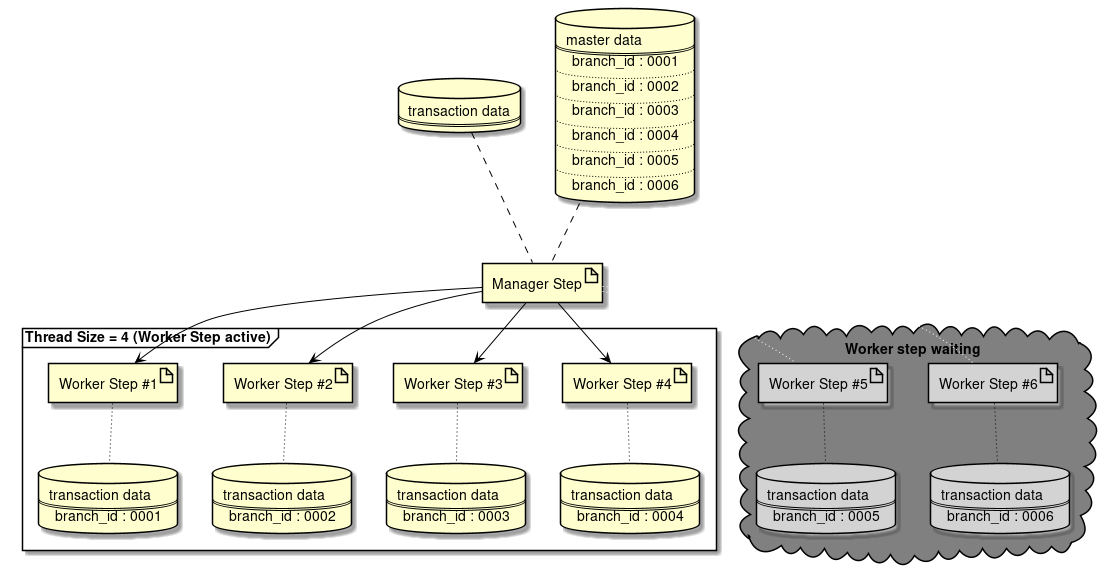 master data
branch_id : 0001
branch_id : 0002
branch_id : 0003
branch_id : 0004
branch_id : 0005
branch_id : 0006
transaction data
Manager Step
Thread Size = 4 (Worker Step active)
Worker step waiting
Worker Step #1
Worker Step #2
Worker Step #3
Worker Step #4
Worker Step #5
Worker Step #6
transaction data
branch_id : 0001
transaction data
branch_id : 0002
transaction data
branch_id : 0003
transaction data
branch_id : 0004
transaction data
branch_id : 0005
transaction data
branch_id : 0006